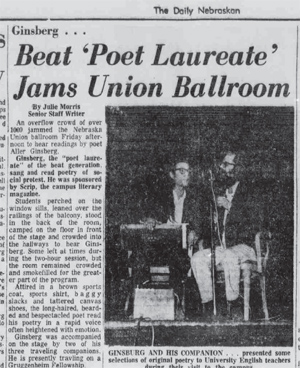 The Daily Nebraskan
Ginsberg . . .
Beat 'Poet Laureate'
Jams Union Ballroom
By Julie Morris
Senior Staff Writer
An overflow crowd of over
1000 jammed the Nebraska
Union ballroom Friday after-
noon to hear readings by poet
Allen Ginsberg.
Ginsberg, the "poet laure-
ate" of the beat generation,
sang and read poetry of so-
cial protest. He was sponsored
by Scrip, the campus literary
magazine.
Students perched on the
window sills, leaned over the
railings of the balcony, stood
in the back of the room,
camped on the floor in front
of the stage and crowded into
the hallways to hear Gins-
berg. Some left at times dur-
ing the two-hour session, but
the room remained crowded
and smokefilled for the great-
er part of the program.
Attired in a brown sports
coat, sports shirt, baggy
slacks and tattered canvas
shoes, the long-haired, beard-
ed and bespectacled poet read
his poetry in a rapid voice
often heightened with emotion.
Ginsberg was accompanied
on the stage by two of his
three traveling companions.
He is presently traveling on a
Guggenheim Fellowship.
GINSBURG AND HIS COMPANION . . . presented some
selections of original poetry to University English teachers
during their visit to the campus